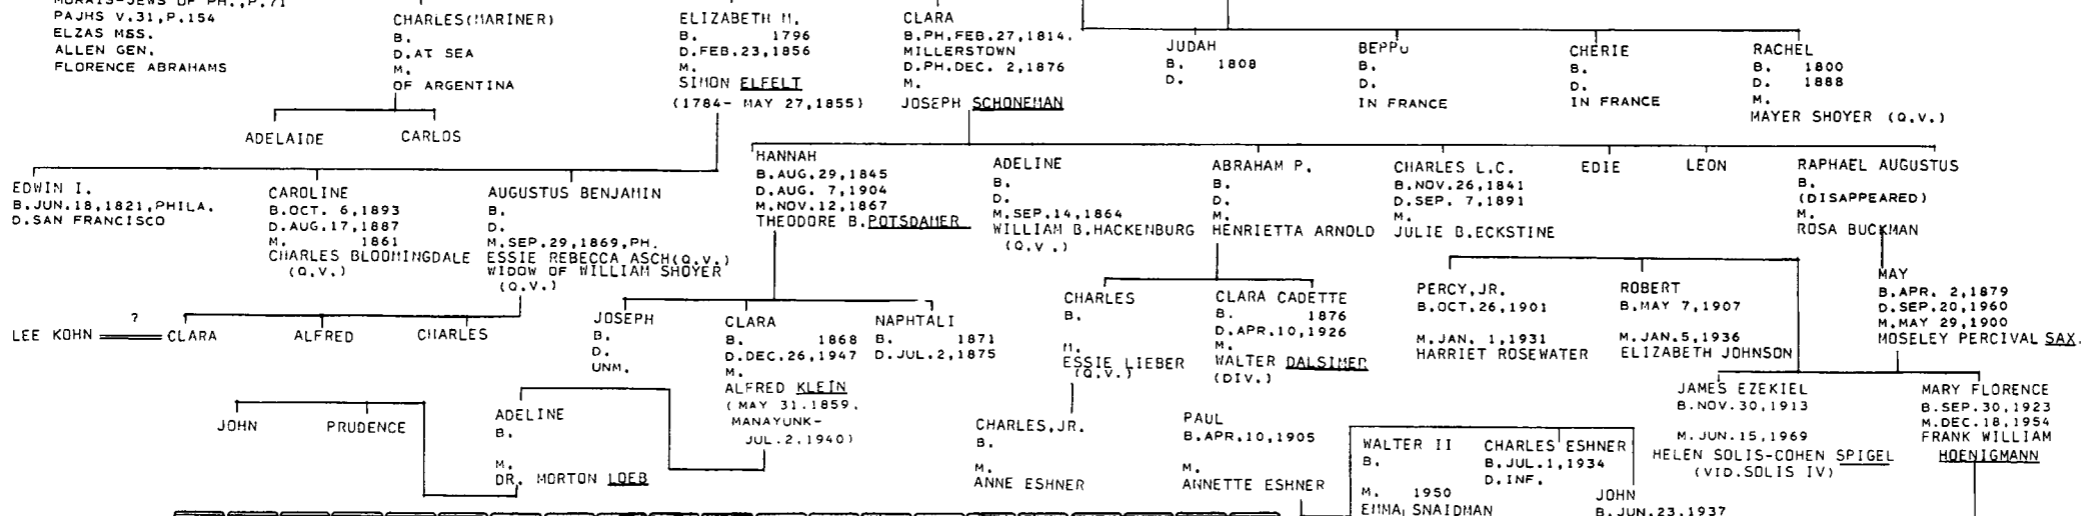 MORAIS-JEWS OF PH.,P.71
PAJHS V.31,P.154
ELZAS MSS.
ALLEN GEN.
FLORENCE ABRAHAMS
CHARLES(MARINER)
B.
D.AT SEA
M.
OF ARGENTINA
ELIZABETH M.
B. 1796
D.FEB.23,1856
M.
SIMON ELFELT
(1784- MAY 27,1855)
CLARA
B.PH.FEB.27,1814.
MILLERSTOWN
D.PH.DEC. 2,1876
M.
JOSEPH SCHONEMAN
JUDAH
B. 1808
D.
BEPPO
B.
D.
IN FRANCE
CHERIE
B.
D.
IN FRANCE
RACHEL
B. 1800
D. 1888
M.
MAYER SHOYER (Q.V.)
ADELAIDE
CARLOS
EDWIN I.
B.JUN.18,1821,PHILA.
D.SAN FRANCISCO
CAROLINE
B.OCT. 6,1893
D.AUG.17,1887
M. 1861
CHARLES BLOOMINGDALE
(Q.V.)
AUGUSTUS BENJAMIN
B.
D.
M.SEP.29,1869,PH.
ESSIE REBECCA ASCH(Q.V.)
WIDOW OF WILLIAM SHOYER
(Q.V.)
HANNAH
B.AUG.29,1845
D.AUG. 7,1904
M.NOV.12,1867
THEODORE B.POTSDAMER
ADELINE
B.
D.
M.SEP.14,1864
WILLIAM B.HACKENBURG
(Q.V.)
ABRAHAM P.
B.
D.
M.
HENRIETTA ARNOLD
CHARLES L.C.
B.NOV.26,1841
D.SEP. 7,1891
M.
JULIE B.ECKSTINE
EDIE
LEON
RAPHAEL AUGUSTUS
B.
(DISAPPEARED)
M.
ROSA BUCKMAN
LEE KOHN
?
CLARA
ALFRED
CHARLES
JOSEPH
B.
D.
UNM.
CLARA
B. 1868
D.DEC.26,1947
M.
ALFRED KLEIN
(MAY 31.1859,
MANAYUNK-
JUL.2,1940)
NAPHTALI
B. 1871
D.JUL.2,1875
CHARLES
B.
M.
ESSIE LIEBER
(Q.V.)
CLARA CADETTE
B. 1876
D.APR.10,1926
M.
WALTER DALSIMER
(DIV.)
PERCY,JR.
B.OCT.26,1901
M.JAN. 1,1931
HARRIET ROSEWATER
ROBERT
B.MAY 7,1907
M.JAN.5,1936
ELIZABETH JOHNSON
MAY
B.APR. 2,1879
D.SEP.20,1960
M.MAY 29,1900
MOSELEY PERCIVAL SAX.
JOHN
PRUDENCE
ADELINE
B.
M.
DR. MORTON LOEB
CHARLES,JR.
B.
M.
ANNE ESHNER
PAUL
B.APR.10,1905
M.
ANNETTE ESHNER
WALTER II
B.
M. 1950
EMMA SNAIDMAN
CHARLES ESHNER
B.JUL.1,1934
D.INF.
JOHN
B.JUN.23,1937
JAMES EZEKIEL
B.NOV.30,1913
M.JUN.15,1969
HELEN SOLIS-COHEN SPIGEL
(VID.SOLIS IV)
MARY FLORENCE
B.SEP.30,1923
M.DEC.18,1954
FRANK WILLIAM
HOENIGMANN